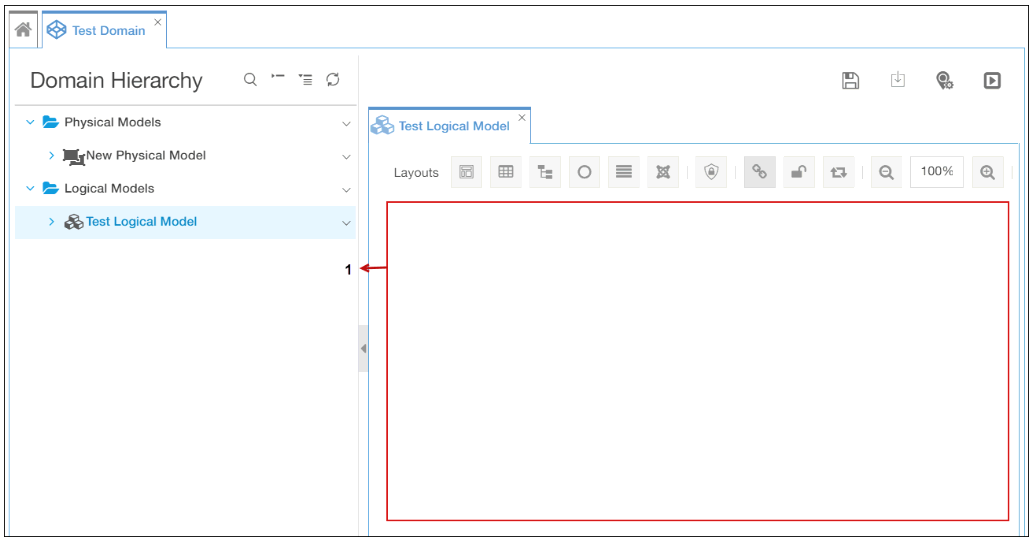 Test Domain
Domain Hierarchy
Physical Models
New Physical Model
Logical Models
Test Logical Model
Test Logical Model
Layouts
100%
1